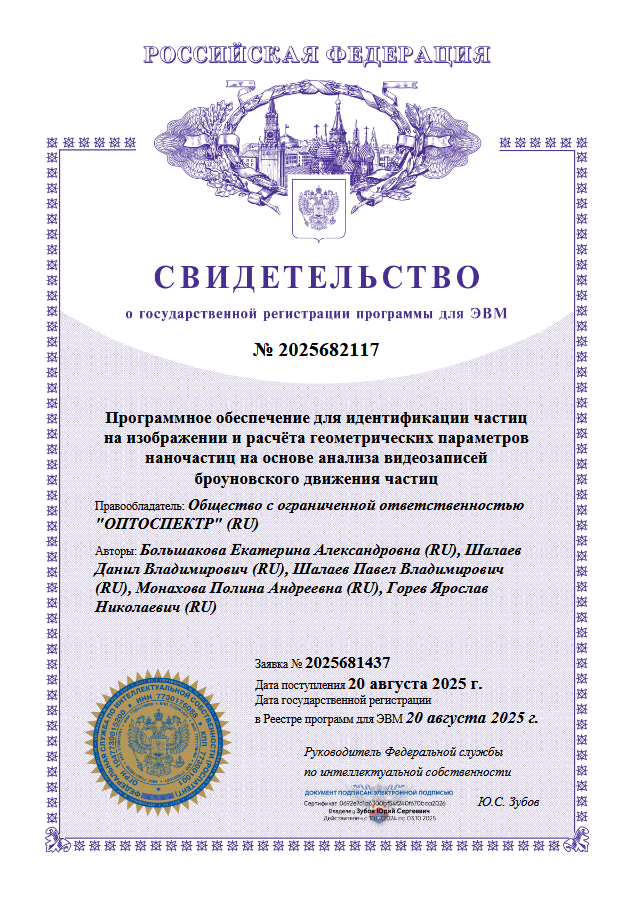 РОССИЙСКАЯ ФЕДЕРАЦИЯ
СВИДЕТЕЛЬСТВО
о государственной регистрации программы для ЭВМ
№ 2025682117
Программное обеспечение для идентификации частиц
на изображении и расчёта геометрических параметров
наночастиц на основе анализа видеозаписей
броуновского движения частиц
Правообладатель: Общество с ограниченной ответственностью
"ОПТОСПЕКТР" (RU)
Авторы: Большакова Екатерина Александровна (RU), Шалаев
Данил Владимирович (RU), Шалаев Павел Владимирович
(RU), Монахова Полина Андреевна (RU), Горев Ярослав
Николаевич (RU)
Заявка № 2025681437
Дата поступления 20 августа 2025 г.
Дата государственной регистрации
в Реестре программ для ЭВМ 20 августа 2025 г.
Руководитель Федеральной службы
по интеллектуальной собственности
ДОКУМЕНТ ПОДПИСАН ЭЛЕКТРОННОЙ ПОДПИСЬЮ
Сертификат
Владелец Зубов Юрий Сергеевич
Действителен с 2024 по 03.10.2025
Ю.С. Зубов
ФЕДЕРАЛЬНАЯ СЛУЖБА ПО ИНТЕЛЛЕКТУАЛЬНОЙ СОБСТВЕННОСТИ (РОСПАТЕНТ)